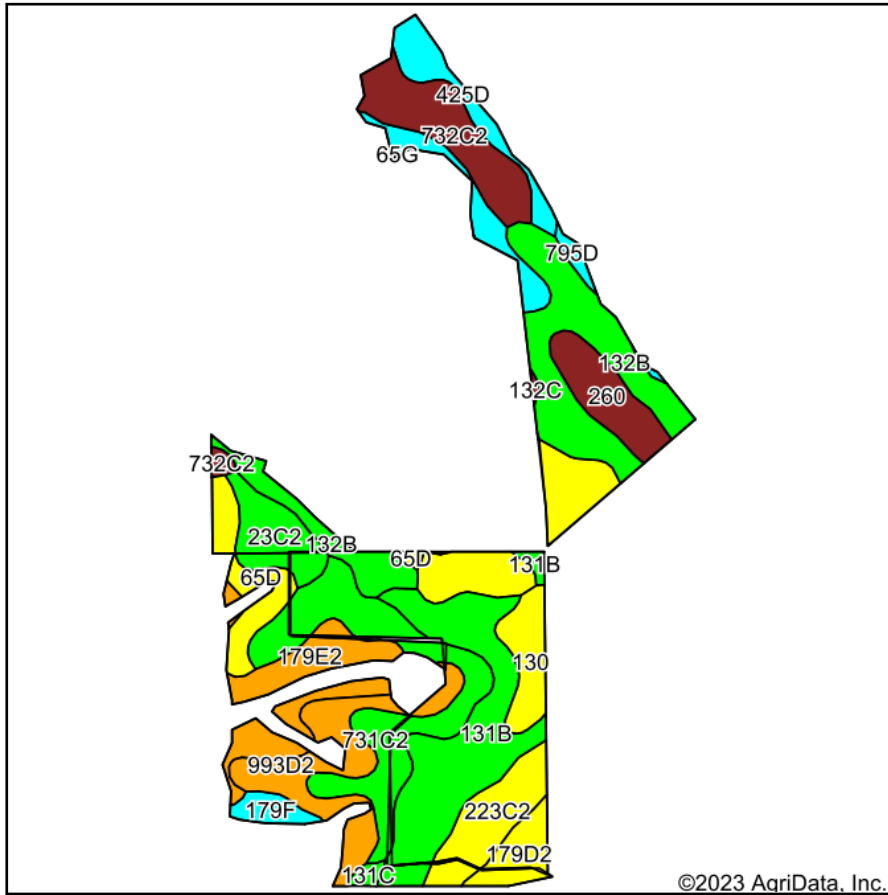 425D
732C2
65G
795D
132B
132C
260
732C2
23C2
132B
65D
131B
65D
179E2
130
731C2
131B
993D2
179F
223C2
179D2
131C
©2023 AgriData, Inc.